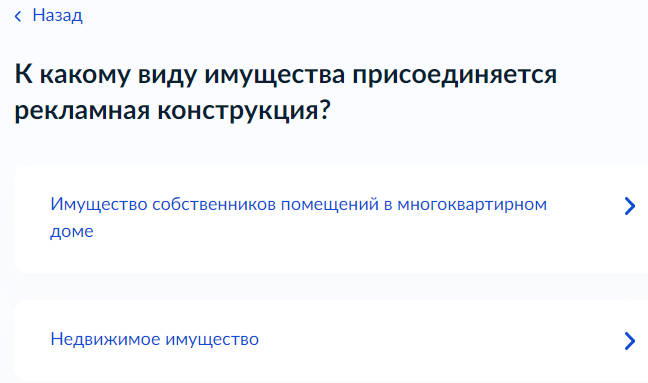 Назад
К какому виду имущества присоединяется
рекламная конструкция?
Имущество собственников помещений в многоквартирном
доме
Недвижимое имущество